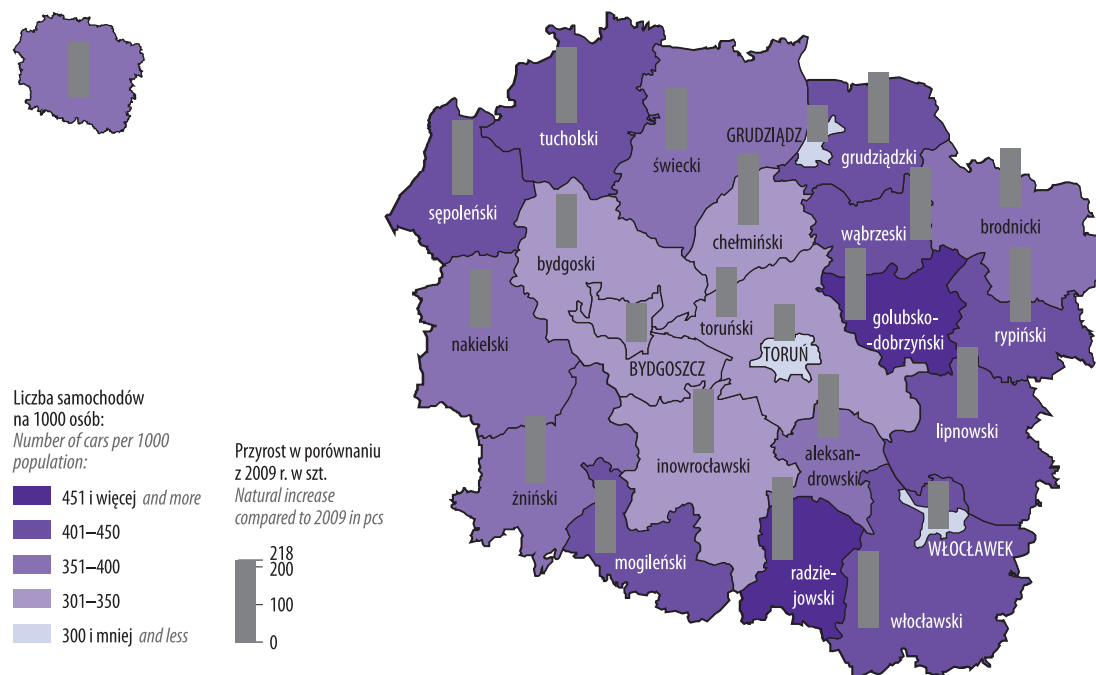 tucholski
GRUDZIĄDZ
grudziądzki
świecki
sępoleński
wąbrzeski
brodnicki
chełmiński
bydgoski
golubsko-
-dobrzyński
toruński
rypiński
nakielski
TORUŃ
BYDGOSZCZ
lipnowski
inowrocławski
aleksan-
drowski
żniński
WŁOCŁAWEK
mogileński
radzie-
jowski
włocławski
Liczba samochodów
na 1000 osób:
Number of cars per 1000
population:
451 i więcej and more
401–450
351–400
301–350
300 i mniej and less
Przyrost w porównaniu
z 2009 r. w szt.
Natural increase
compared to 2009 in pcs
218
200
100
0